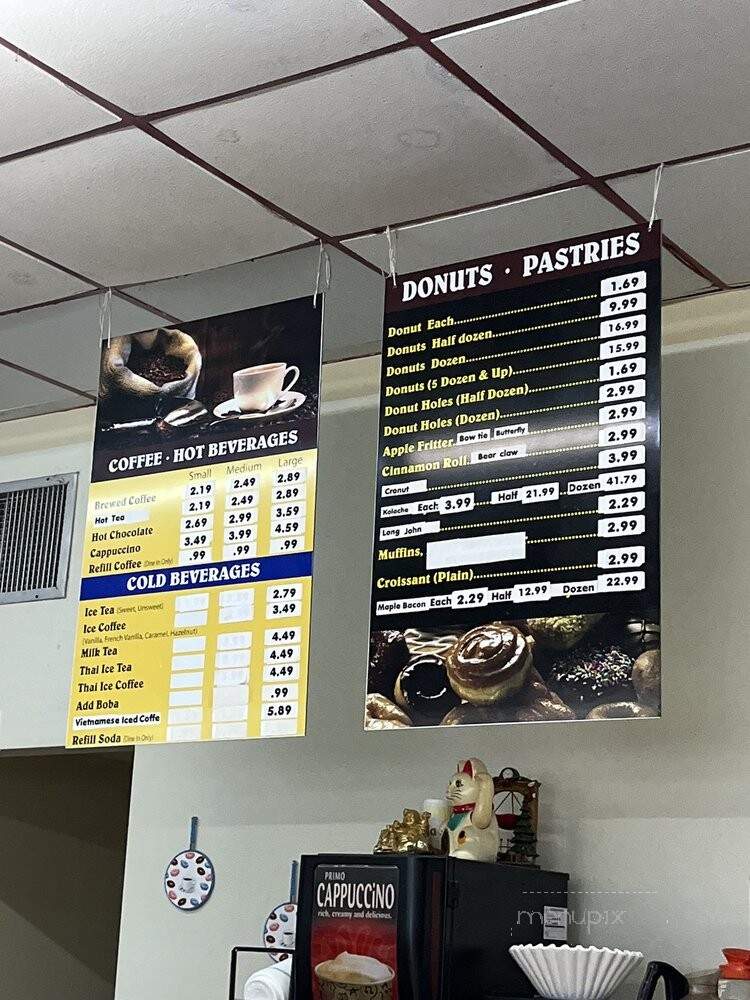 COFFEE · HOT BEVERAGES
Small Medium Large
Brewed Coffee 2.19 2.49 2.89
Hot Tea 2.19 2.49 2.89
Hot Chocolate 2.69 2.99 3.59
Cappuccino 3.49 3.99 4.59
Refill Coffee (Dine In Only) .99 .99 .99
COLD BEVERAGES
Ice Tea (Sweet, Unsweet) 2.79
Ice Coffee 3.49
(Vanilla, French Vanilla, Caramel, Hazelnut)
Milk Tea 4.49
Thai Ice Tea 4.49
Thai Ice Coffee 4.49
Add Boba .99
Vietnamese Iced Coffe 5.89
Refill Soda (Dine In Only)
DONUTS · PASTRIES
Donut Each 1.69
Donuts Half dozen 9.99
Donuts Dozen 16.99
Donuts (5 Dozen & Up) 15.99
Donut Holes (Half Dozen) 1.69
Donut Holes (Dozen) 2.99
Apple Fritter. Bow tie Butterfly 2.99
Cinnamon Roll. Bear claw 2.99
Cronut 3.99
Kolache Each 3.99 Half 21.99 Dozen 41.79
Long John 2.29
Muffins, 2.99
Croissant (Plain) 2.99
Maple Bacon Each 2.29 Half 12.99 Dozen 22.99
PRIMO
CAPPUCCINO
rich, creamy and delicious.
menupix